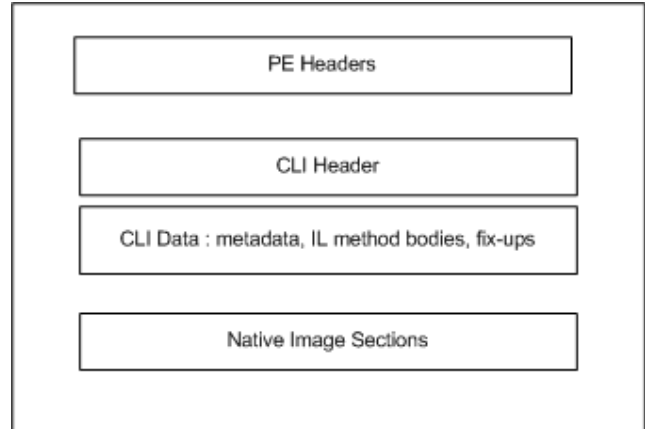 PE Headers
CLI Header
CLI Data : metadata, IL method bodies, fix-ups
Native Image Sections